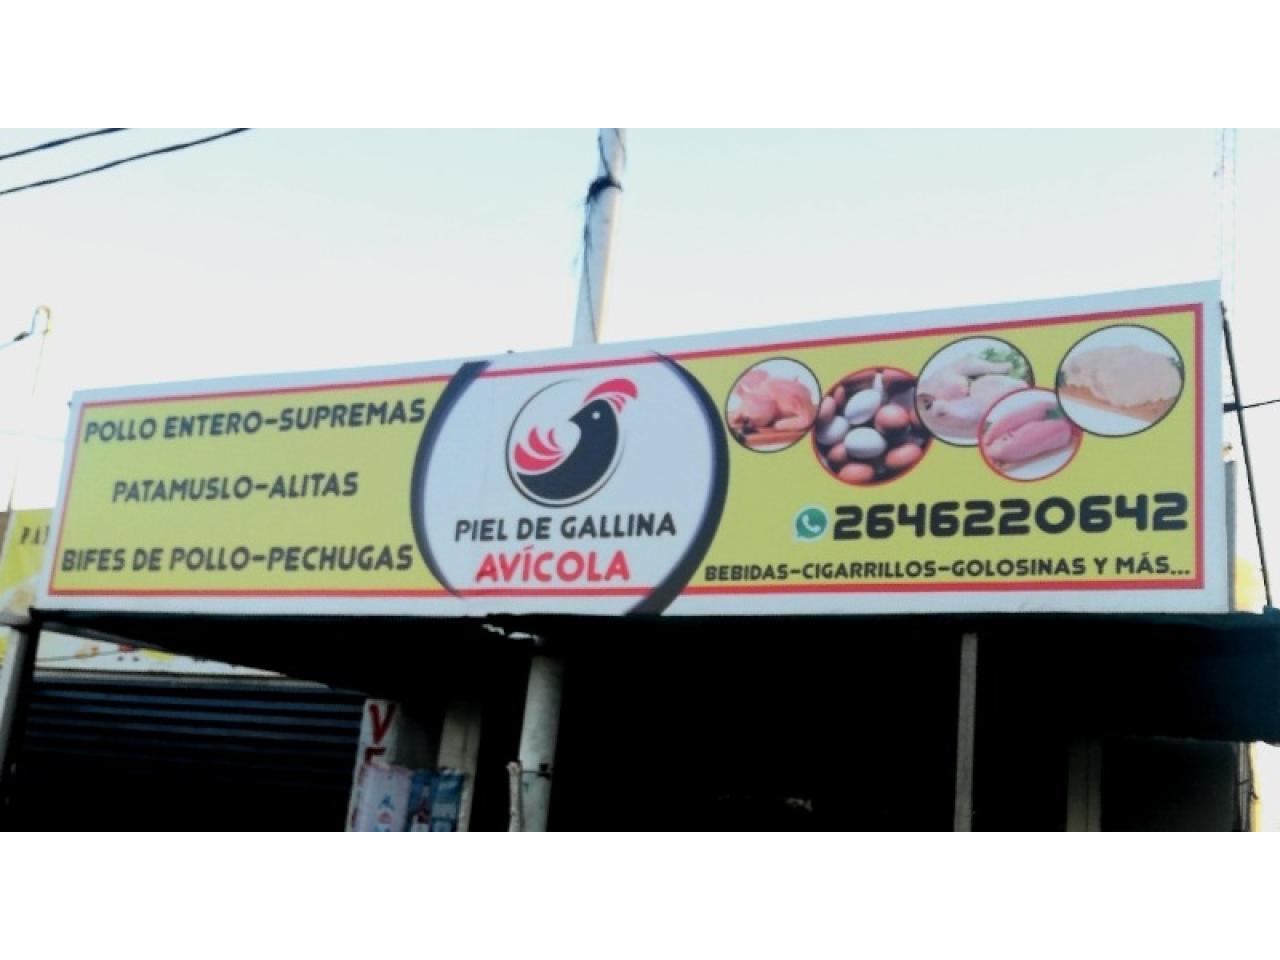 POLLO ENTERO-SUPREMAS
PATAMUSLO-ALITAS
BIFES DE POLLO-PECHUGAS
PIEL DE GALLINA
AVÍCOLA
2646220642
BEBIDAS-CIGARRILLOS-GOLOSINAS Y MÁS...